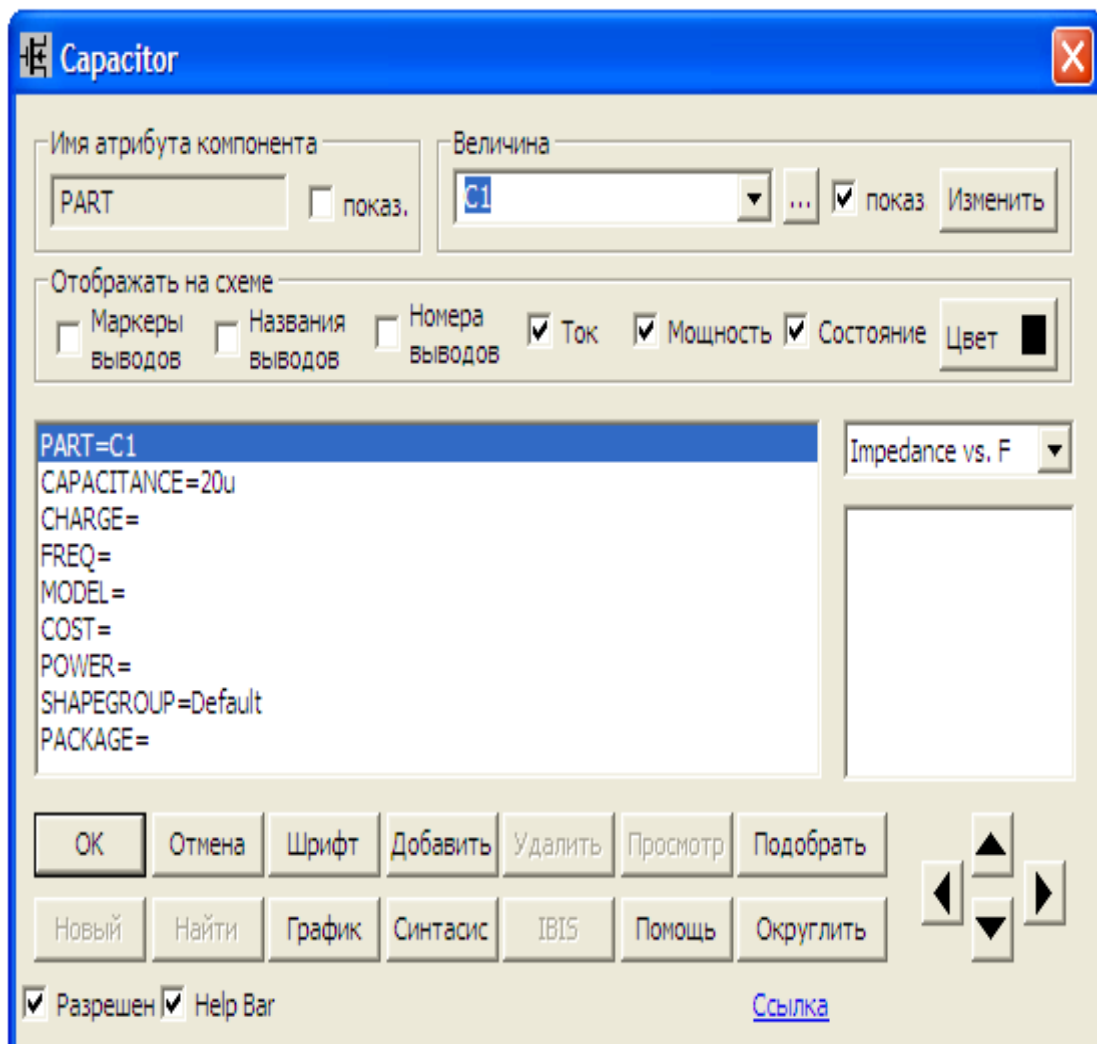 Capacitor
Имя атрибута компонента
Величина
PART
показ.
C1
...
показ
Изменить
Отображать на схеме
Маркеры
выводов
Названия
выводов
Номера
выводов
Ток
Мощность
Состояние
Цвет
PART=C1
CAPACITANCE=20u
CHARGE=
FREQ=
MODEL=
COST=
POWER=
SHAPEGROUP=Default
PACKAGE=
Impedance vs. F
OK
Отмена
Шрифт
Добавить
Удалить
Просмотр
Подобрать
Новый
Найти
График
Синтасис
IBIS
Помощь
Округлить
Разрешен
Help Bar
Ссылка